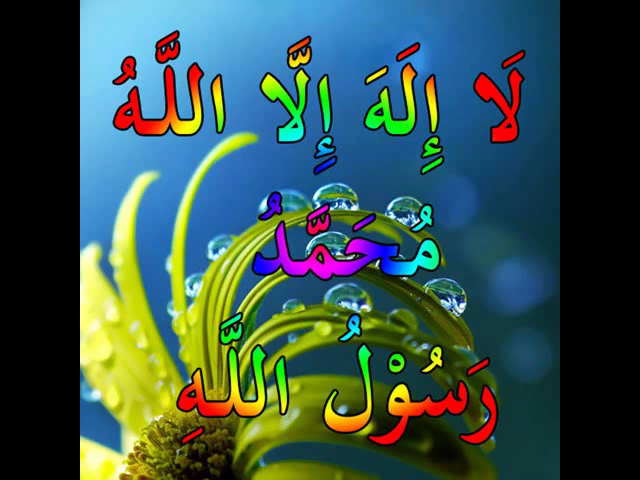 لَا إِلَهَ إِلَّا اللَّهُ
مُحَمَّدُ
رَسُوْلُ اللَّهِ